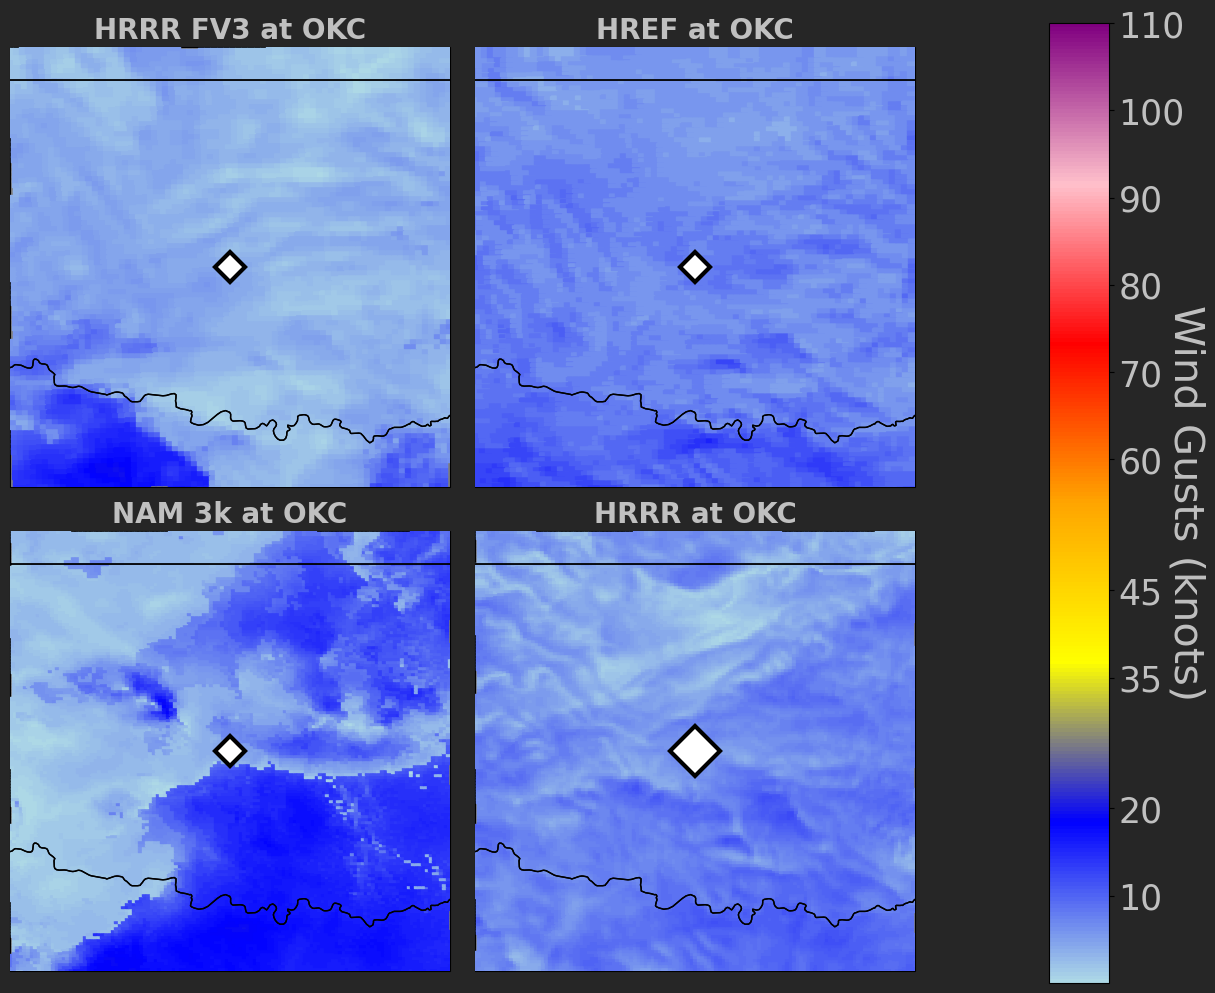 HRRR FV3 at OKC
HREF at OKC
NAM 3k at OKC
HRRR at OKC
110
100
90
80
70
60
45
35
20
10
Wind Gusts (knots)